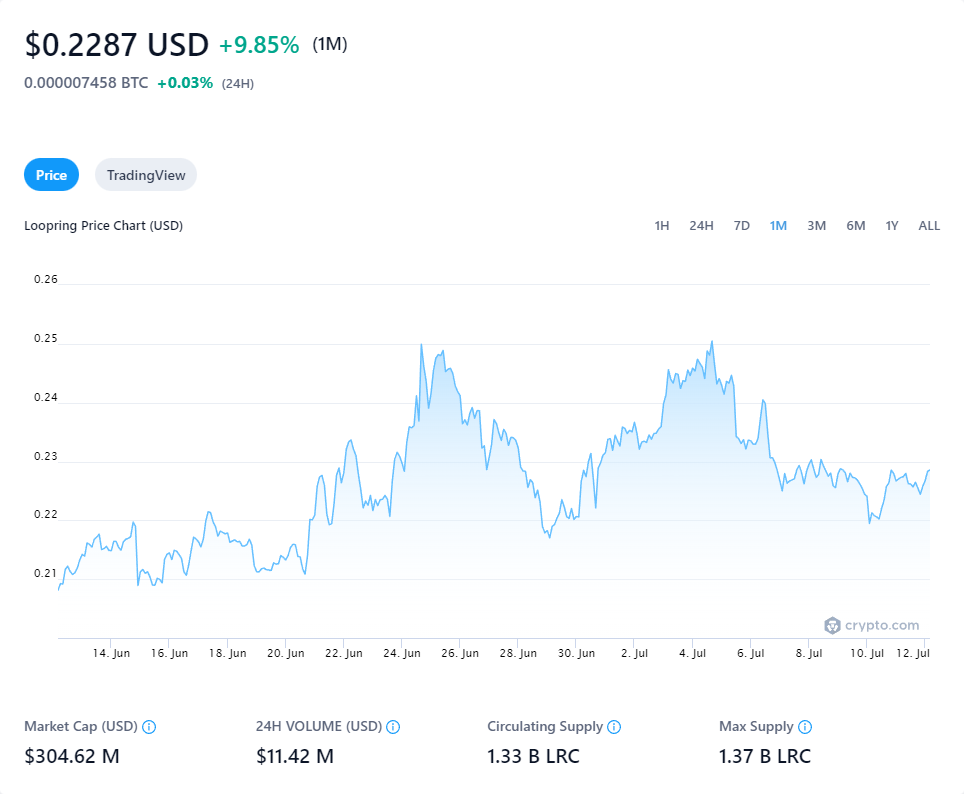 $0.2287 USD +9.85% (1M)
0.000007458 BTC +0.03% (24H)
Price TradingView
Loopring Price Chart (USD) 1H 24H 7D 1M 3M 6M 1Y ALL
0.26
0.25
0.24
0.23
0.22
0.21
crypto.com
14. Jun 16. Jun 18. Jun 20. Jun 22. Jun 24. Jun 26. Jun 28. Jun 30. Jun 2. Jul 4. Jul 6. Jul 8. Jul 10. Jul 12. Jul
Market Cap (USD) 24H VOLUME (USD) Circulating Supply Max Supply
$304.62 M $11.42 M 1.33 B LRC 1.37 B LRC